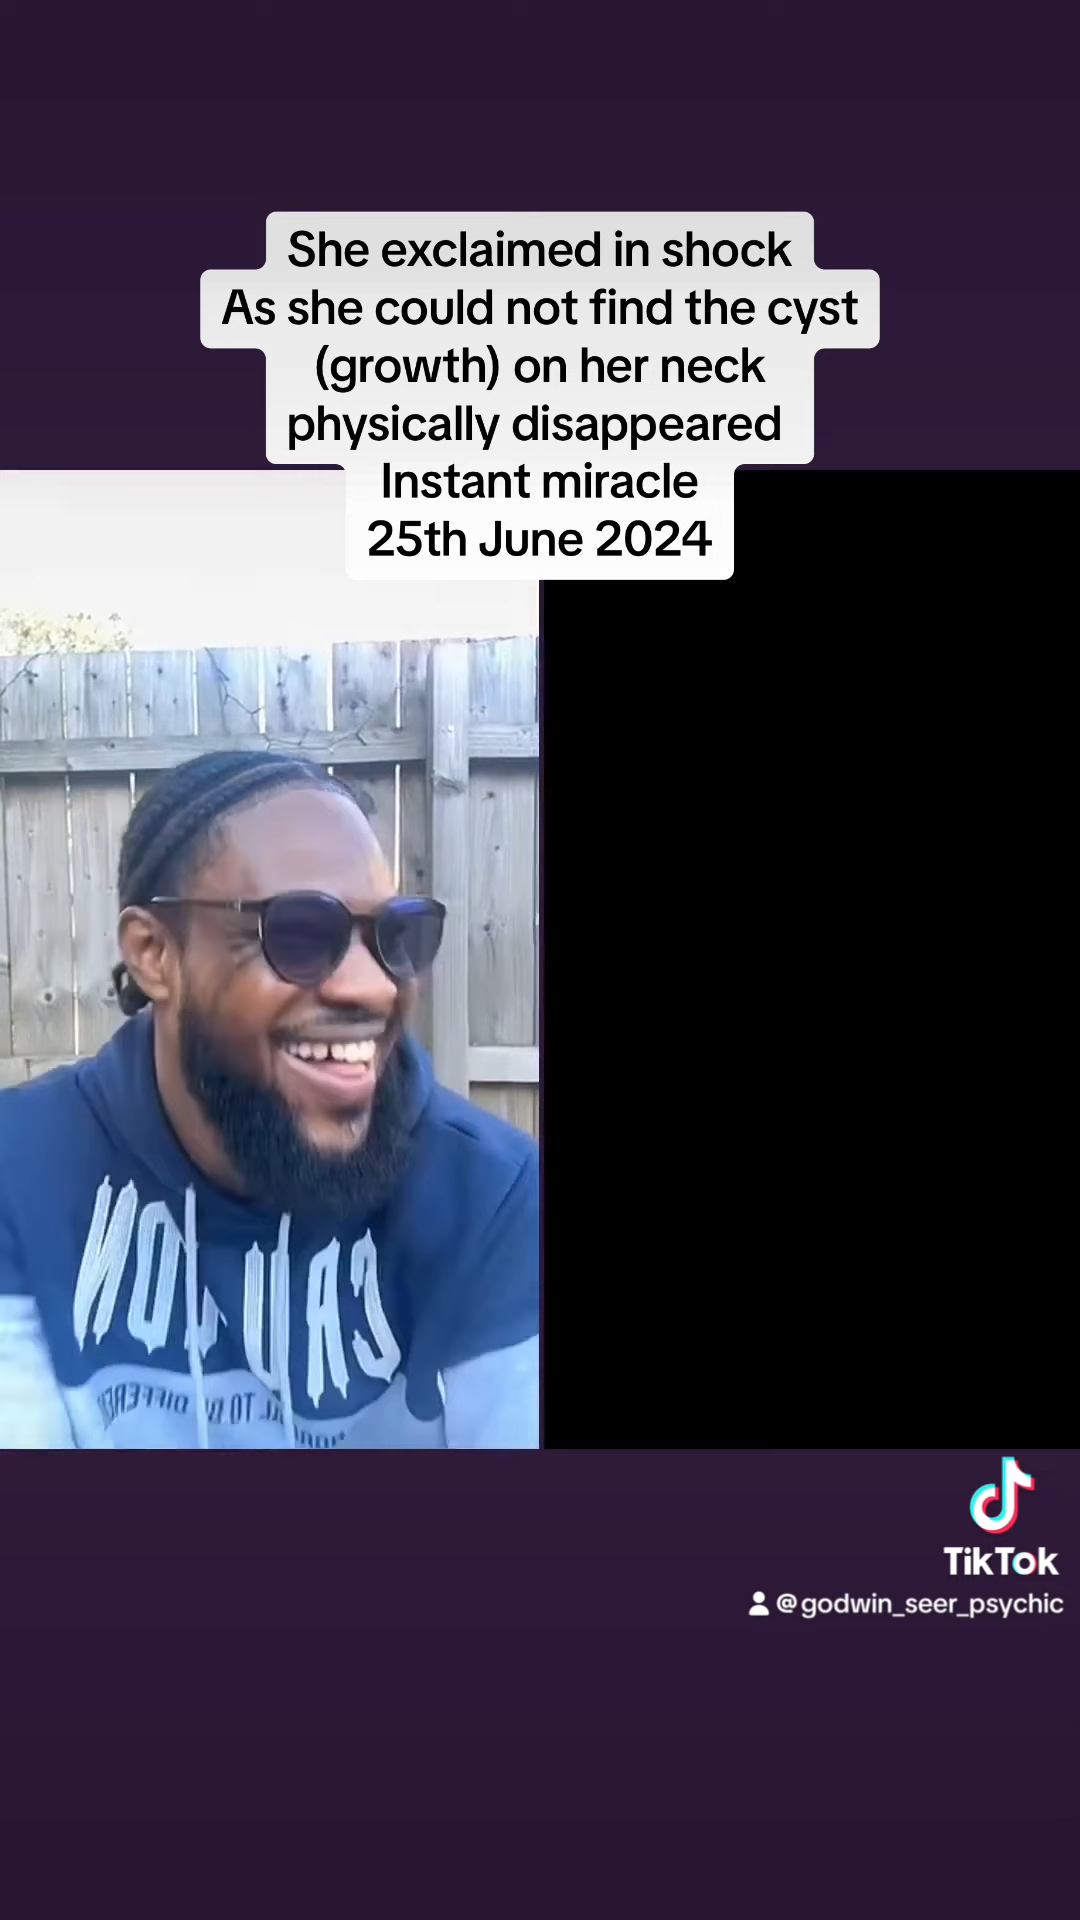 She exclaimed in shock
As she could not find the cyst
(growth) on her neck
physically disappeared
Instant miracle
25th June 2024
TikTok
@godwin_seer_psychic